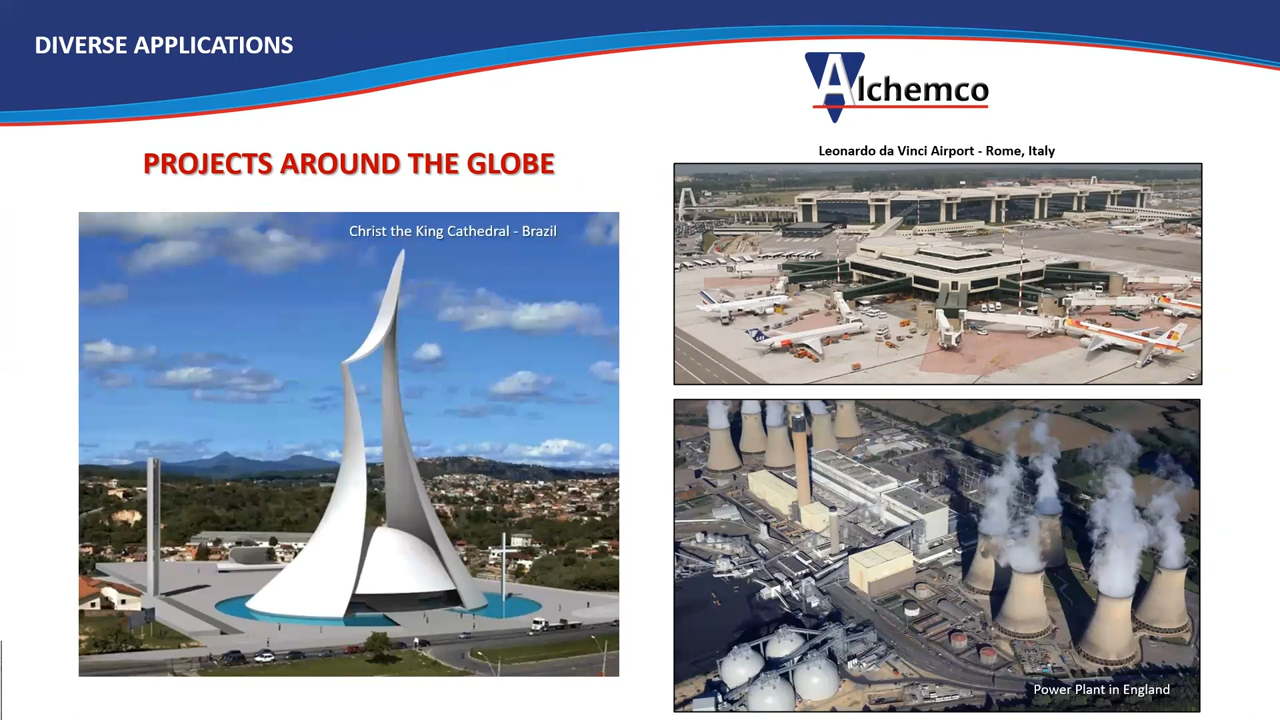 DIVERSE APPLICATIONS
Alchemco
PROJECTS AROUND THE GLOBE
Christ the King Cathedral - Brazil
Leonardo da Vinci Airport - Rome, Italy
Power Plant in England